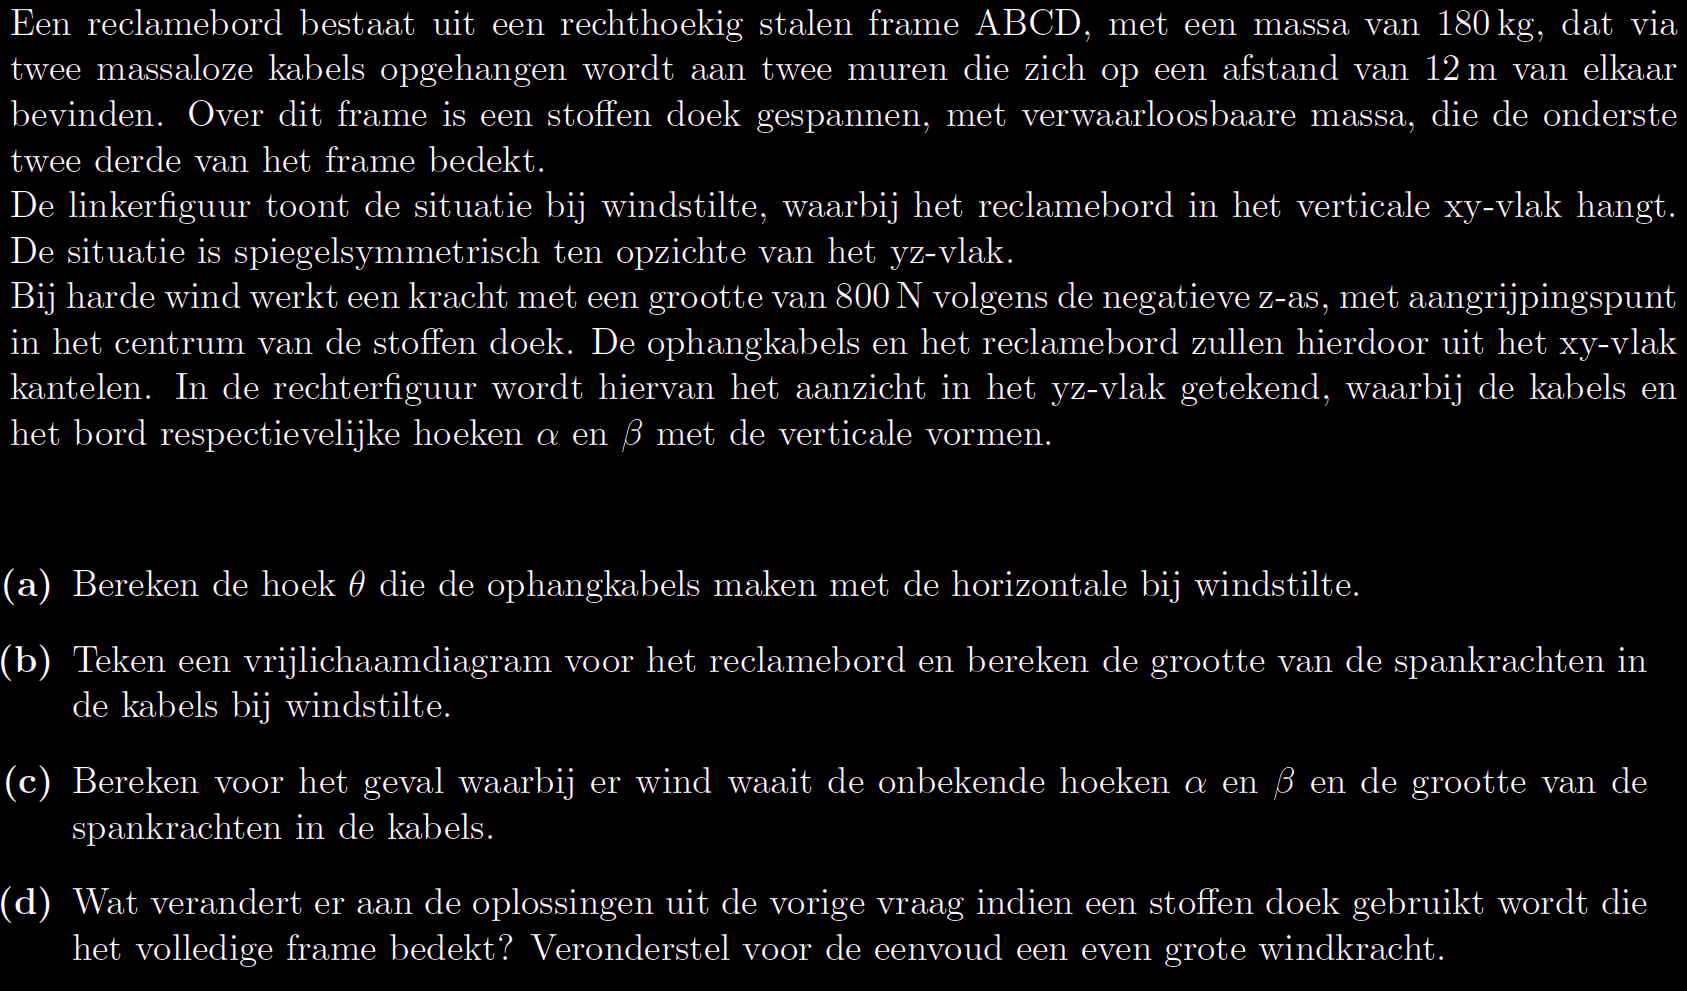 Een reclamebord bestaat uit een rechthoekig stalen frame ABCD, met een massa van 180 kg, dat via
twee massaloze kabels opgehangen wordt aan twee muren die zich op een afstand van 12 m van elkaar
bevinden. Over dit frame is een stoffen doek gespannen, met verwaarloosbaare massa, die de onderste
twee derde van het frame bedekt.
De linkerfiguur toont de situatie bij windstilte, waarbij het reclamebord in het verticale xy-vlak hangt.
De situatie is spiegelsymmetrisch ten opzichte van het yz-vlak.
Bij harde wind werkt een kracht met een grootte van 800 N volgens de negatieve z-as, met aangrijpingspunt
in het centrum van de stoffen doek. De ophangkabels en het reclamebord zullen hierdoor uit het xy-vlak
kantelen. In de rechterfiguur wordt hiervan het aanzicht in het yz-vlak getekend, waarbij de kabels en
het bord respectievelijke hoeken α en β met de verticale vormen.
(a) Bereken de hoek θ die de ophangkabels maken met de horizontale bij windstilte.
(b) Teken een vrijlichaamdiagram voor het reclamebord en bereken de grootte van de spankrachten in
de kabels bij windstilte.
(c) Bereken voor het geval waarbij er wind waait de onbekende hoeken α en β en de grootte van de
spankrachten in de kabels.
(d) Wat verandert er aan de oplossingen uit de vorige vraag indien een stoffen doek gebruikt wordt die
het volledige frame bedekt? Veronderstel voor de eenvoud een even grote windkracht.